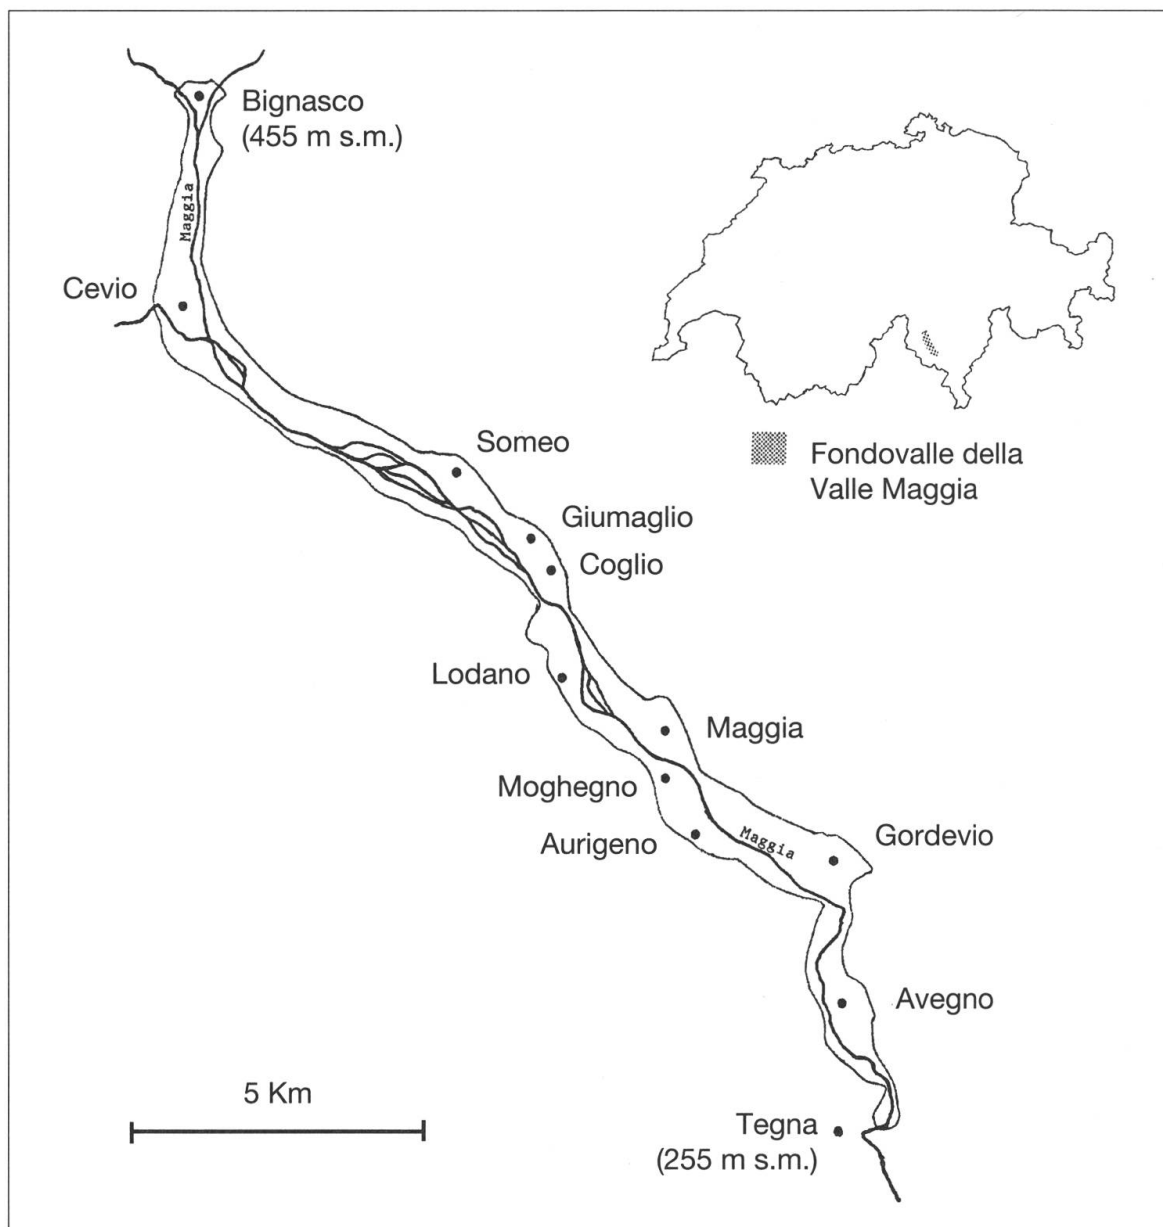 Bignasco
(455 m s.m.)
Maggia
Cevio
Someo
Fondovalle della
Valle Maggia
Giumaglio
Coglio
Lodano
Maggia
Moghegno
Aurigeno
Maggia
Gordevio
Avegno
5 Km
Tegna
(255 m s.m.)